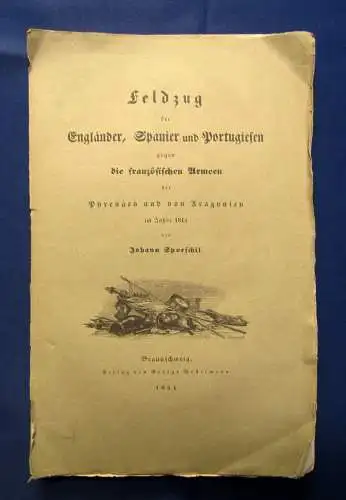 Feldzug
der
Engländer, Spanier und Portugiesen
gegen
die französischen Armeen
der
Pyrenäen und von Aragonien
im Jahre 1814
von
Johann Sporschil
Braunschweig,
Verlag von George Westermann